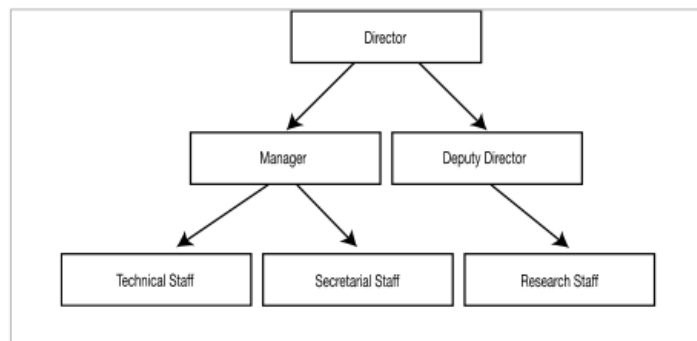 Director
Manager
Deputy Director
Technical Staff
Secretarial Staff
Research Staff